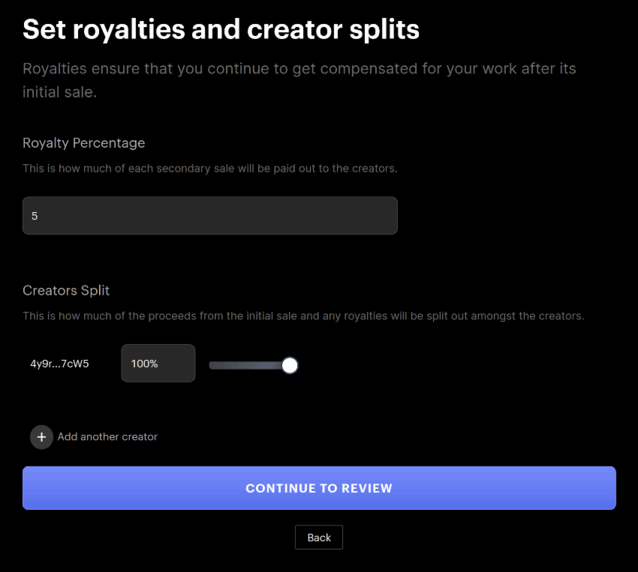 Set royalties and creator splits
Royalties ensure that you continue to get compensated for your work after its
initial sale.
Royalty Percentage
This is how much of each secondary sale will be paid out to the creators.
5
Creators Split
This is how much of the proceeds from the initial sale and any royalties will be split out amongst the creators.
4y9r...7cW5 100%
+ Add another creator
CONTINUE TO REVIEW
Back